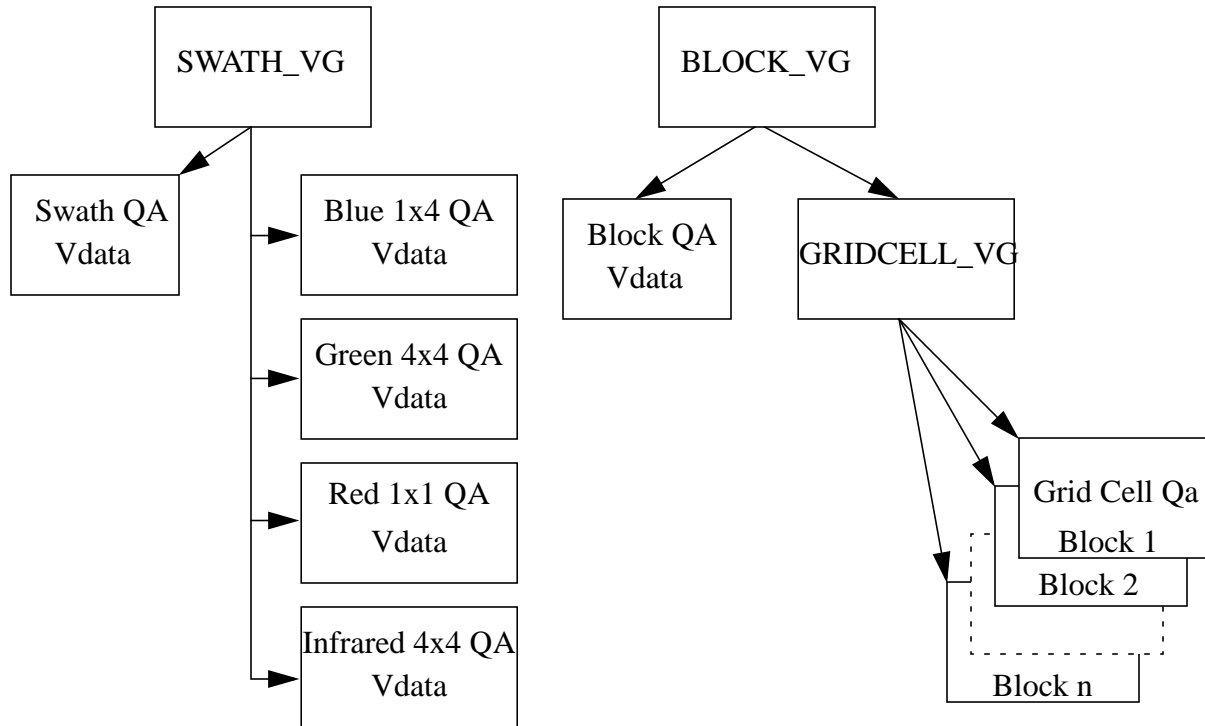 SWATH_VG
BLOCK_VG
Swath QA
Vdata
Blue 1x4 QA
Vdata
Block QA
Vdata
GRIDCELL_VG
Green 4x4 QA
Vdata
Red 1x1 QA
Vdata
Grid Cell Qa
Block 1
Block 2
Infrared 4x4 QA
Vdata
Block n